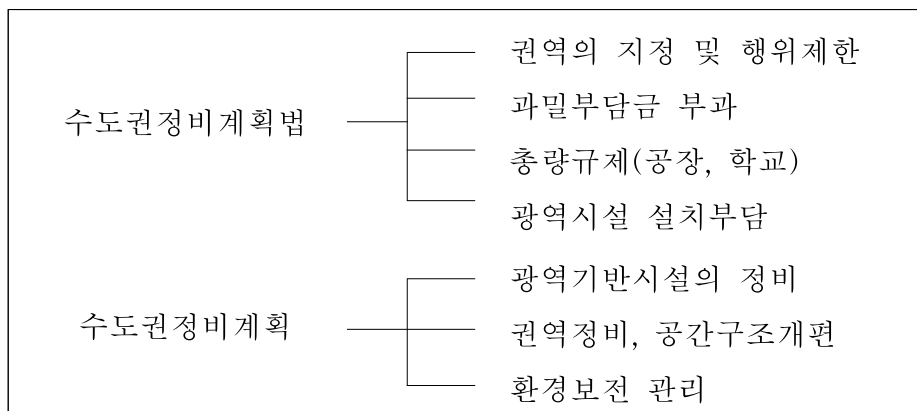 수도권정비계획법
권역의 지정 및 행위제한
과밀부담금 부과
총량규제(공장, 학교)
광역시설 설치부담
수도권정비계획
광역기반시설의 정비
권역정비, 공간구조개편
환경보전 관리